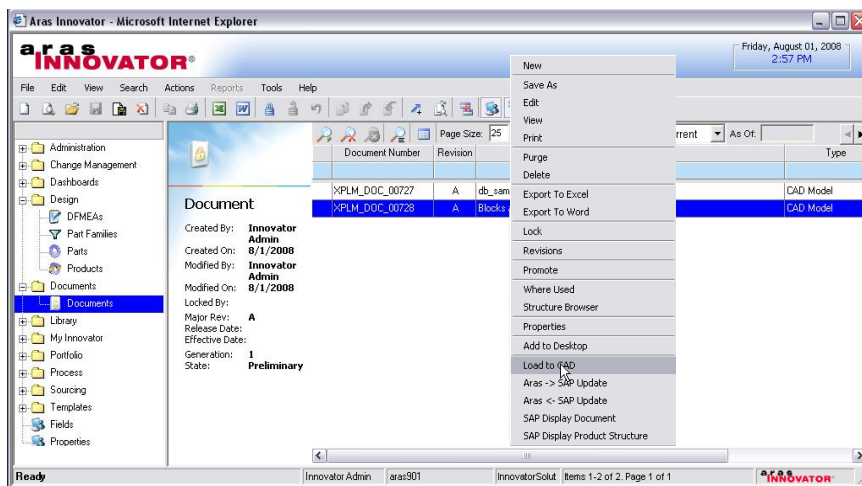 Aras Innovator - Microsoft Internet Explorer
aras
INNOVATOR®
Friday, August 01, 2008
2:57 PM
File Edit View Search Actions Reports Tools Help
Page Size: 25
As Of:
Document Number Revision Type
XPLM_DOC_00727 A CAD Model
XPLM_DOC_00728 A Blocks CAD Model
Administration
Change Management
Dashboards
Design
DFMEAs
Part Families
Parts
Products
Documents
Documents
Library
My Innovator
Portfolio
Process
Sourcing
Templates
Fields
Properties
Document
Created By: Innovator Admin
Created On: 8/1/2008
Modified By: Innovator Admin
Modified On: 8/1/2008
Locked By:
Major Rev: A
Release Date:
Effective Date:
Generation: 1
State: Preliminary
New
Save As
Edit
View
Print
Purge
Delete
Export To Excel
Export To Word
Lock
Revisions
Promote
Where Used
Structure Browser
Properties
Add to Desktop
Load to CAD
Aras -> SAP Update
Aras <- SAP Update
SAP Display Document
SAP Display Product Structure
Ready
Innovator Admin aras901 InnovatorSolut Items 1-2 of 2. Page 1 of 1
aras
INNOVATOR